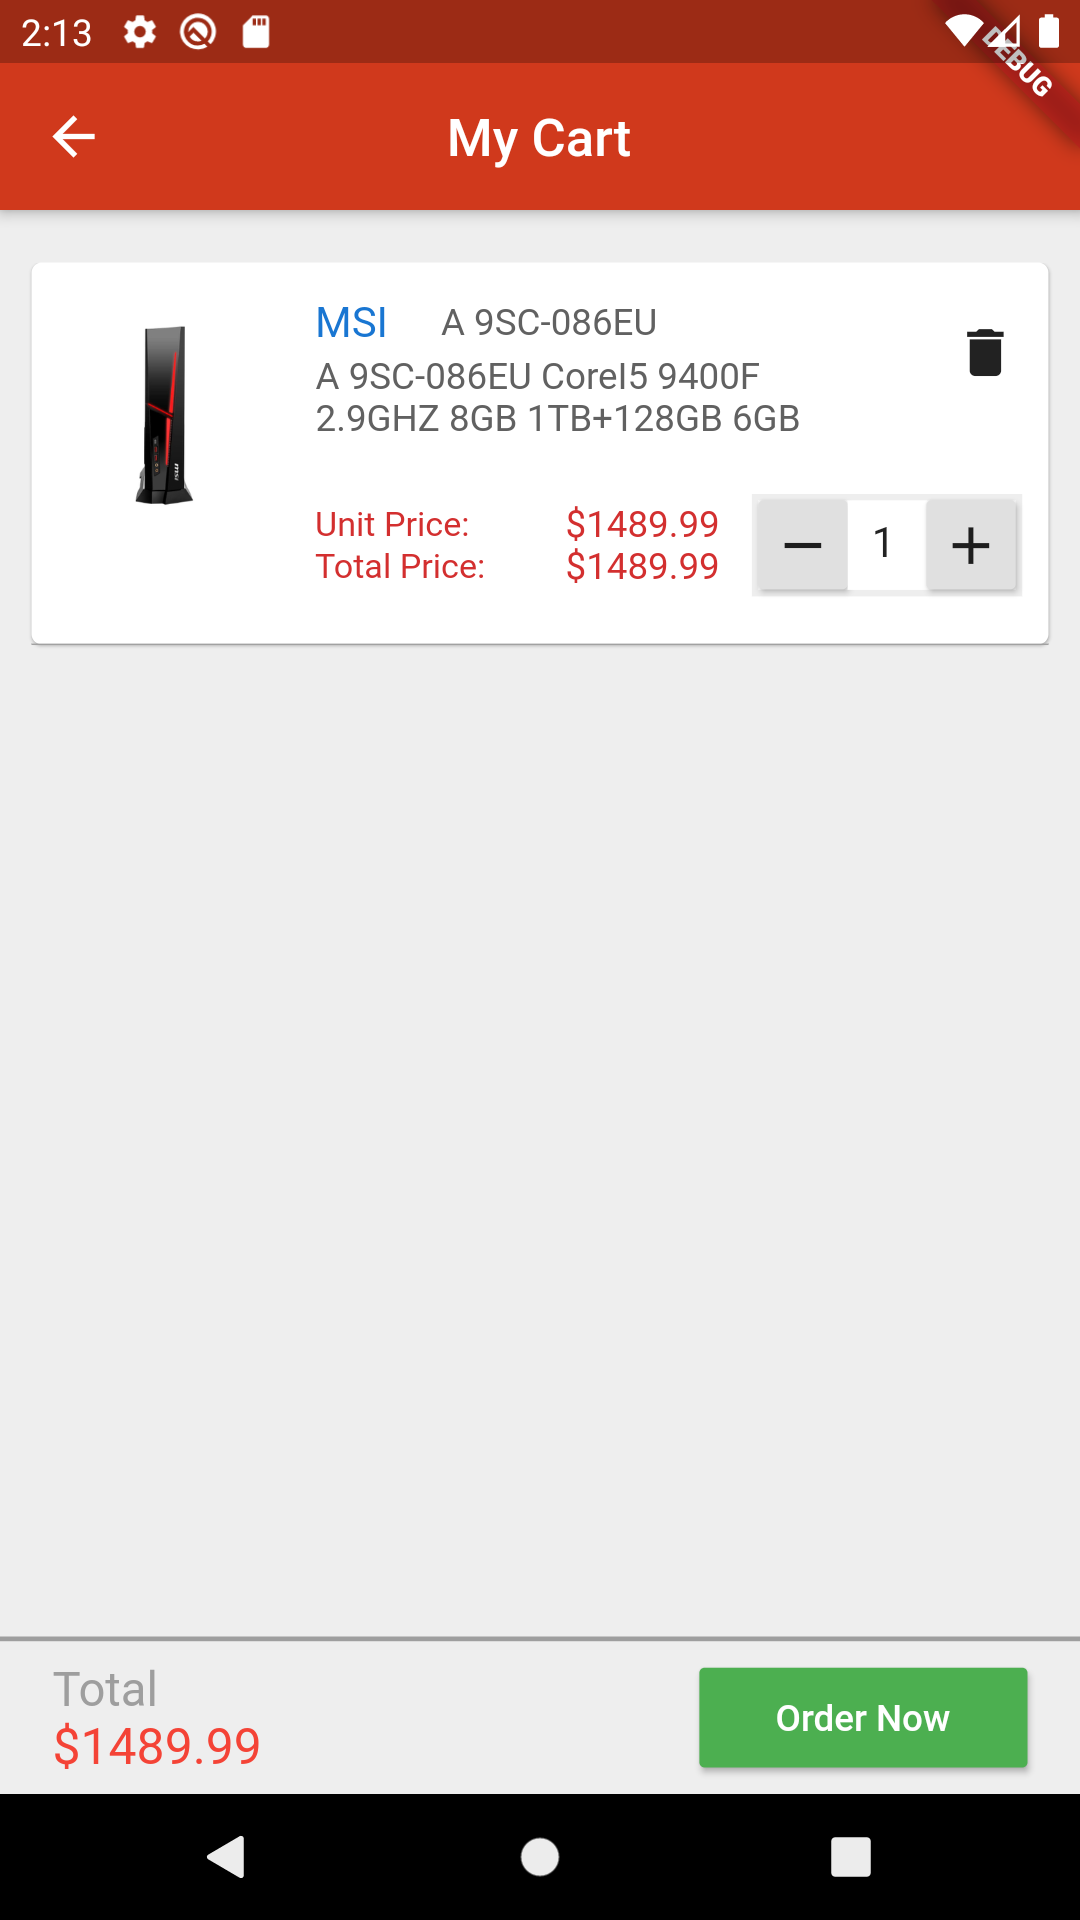 2:13
DEBUG
My Cart
MSI A 9SC-086EU
A 9SC-086EU CoreI5 9400F
2.9GHZ 8GB 1TB+128GB 6GB
Unit Price: $1489.99
Total Price: $1489.99
1
Total
$1489.99
Order Now